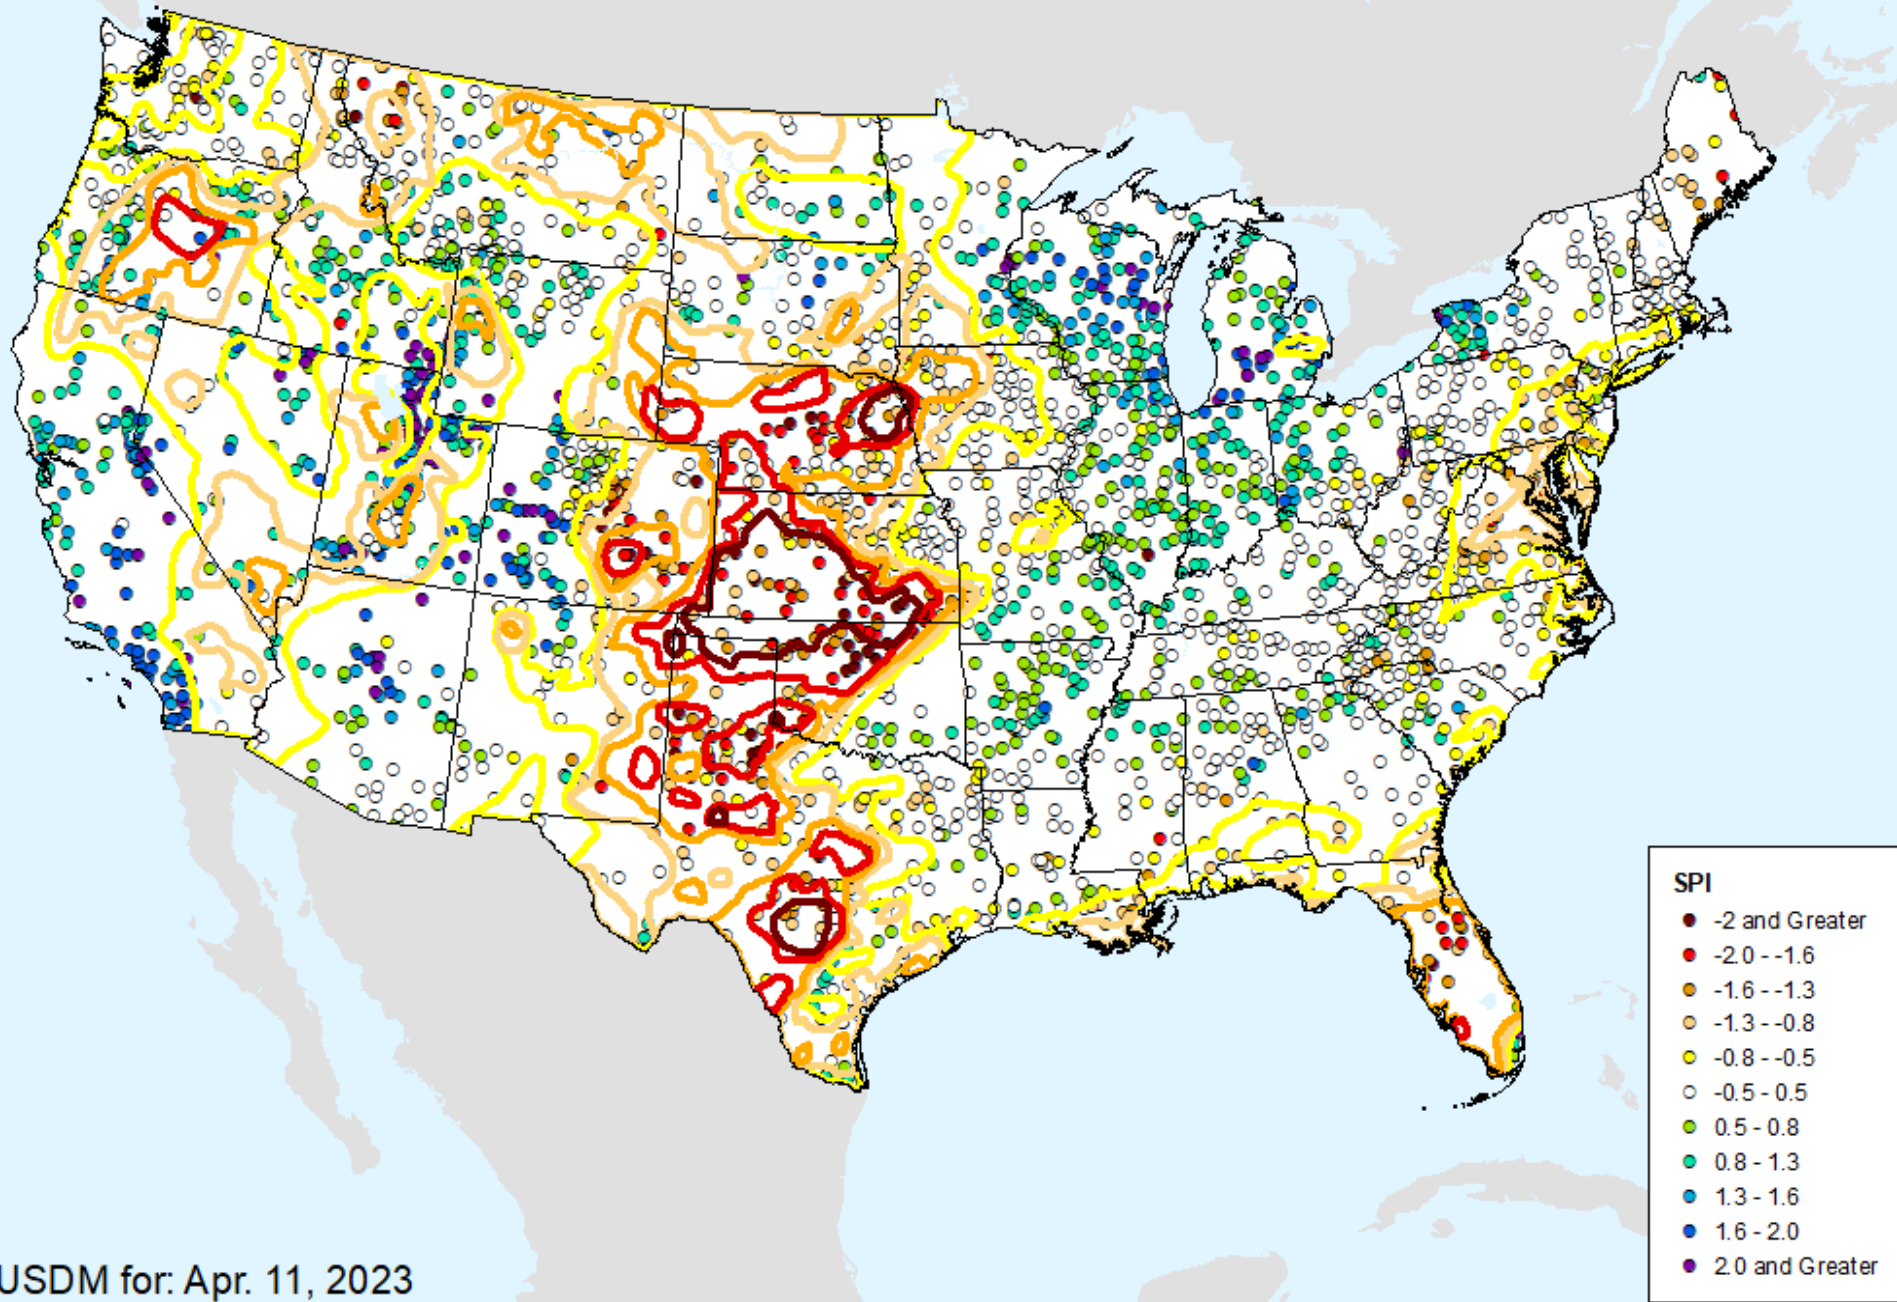 SPI
-2 and Greater
-2.0 - -1.6
-1.6 - -1.3
-1.3 - -0.8
-0.8 - -0.5
-0.5 - 0.5
0.5 - 0.8
0.8 - 1.3
1.3 - 1.6
1.6 - 2.0
2.0 and Greater
USDM for: Apr. 11, 2023